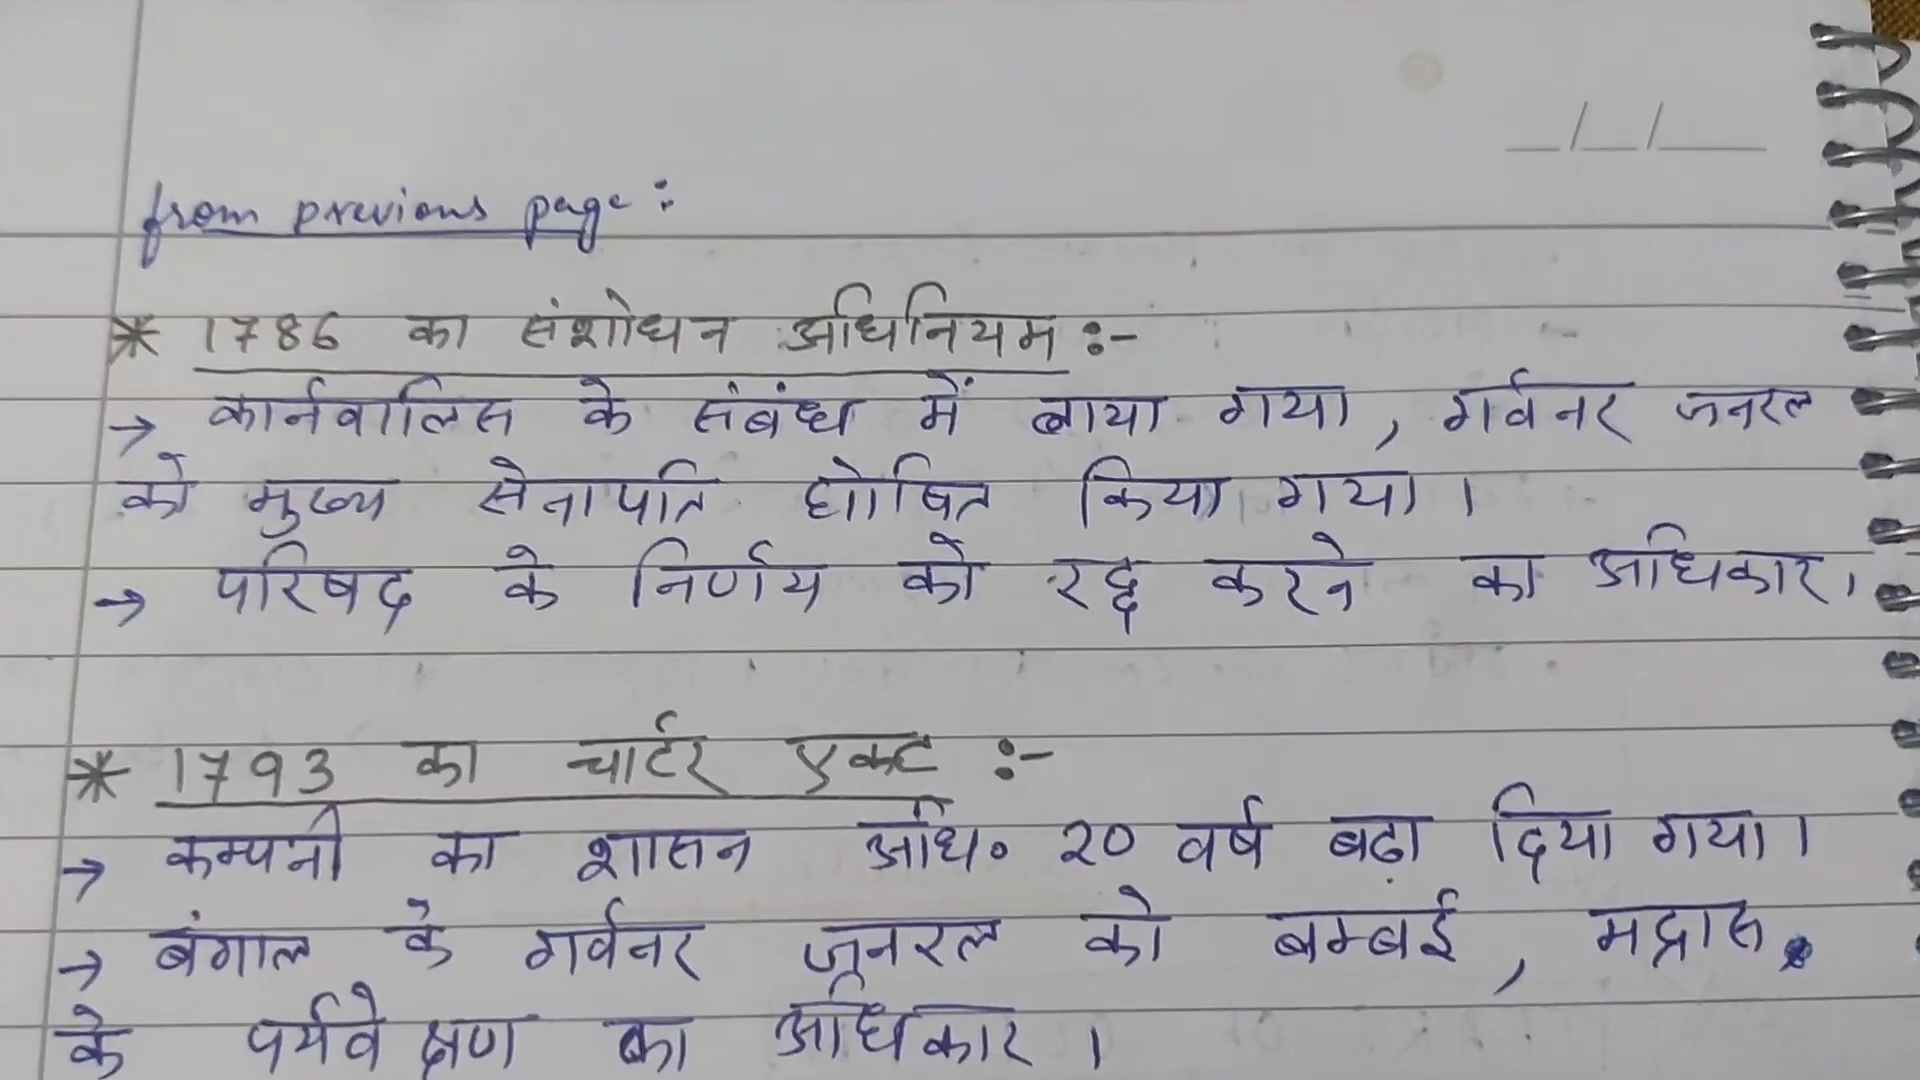 from previous page:
* 1786 का संशोधन अधिनियम :-
→ कार्नवालिस के संबंध में लाया गया, गर्वनर जनरल
को मुख्य सेनापति घोषित किया गया।
→ परिषद के निर्णय को रद्द करने का अधिकार।
* 1793 का चार्टर एक्ट :-
→ कम्पनी का शासन अधि० 20 वर्ष बढ़ा दिया गया।
→ बंगाल के गर्वनर जनरल को बम्बई, मद्रास
के पर्यवेक्षण का अधिकार।